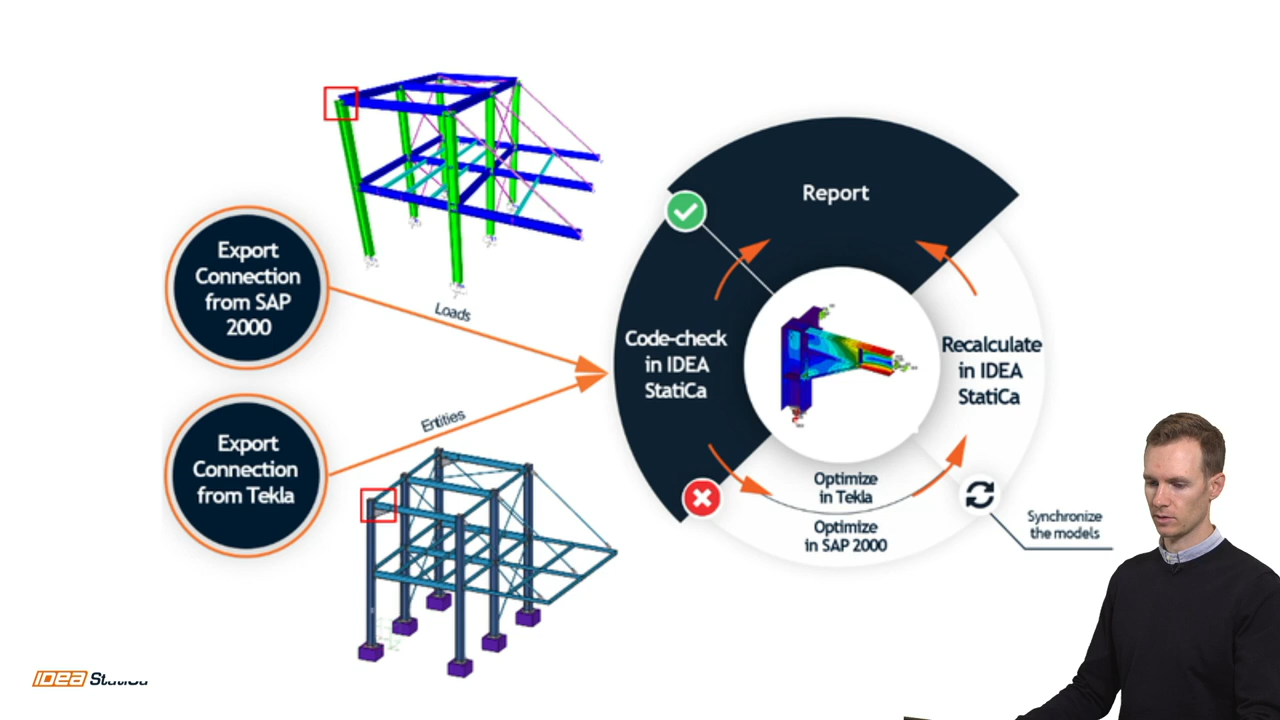 Export
Connection
from SAP
2000
Loads
Export
Connection
from Tekla
Entities
Report
Code-check
in IDEA
StatiCa
Recalculate
in IDEA
StatiCa
Optimize
in Tekla
Optimize
in SAP 2000
Synchronize
the models
IDEA StatiCa